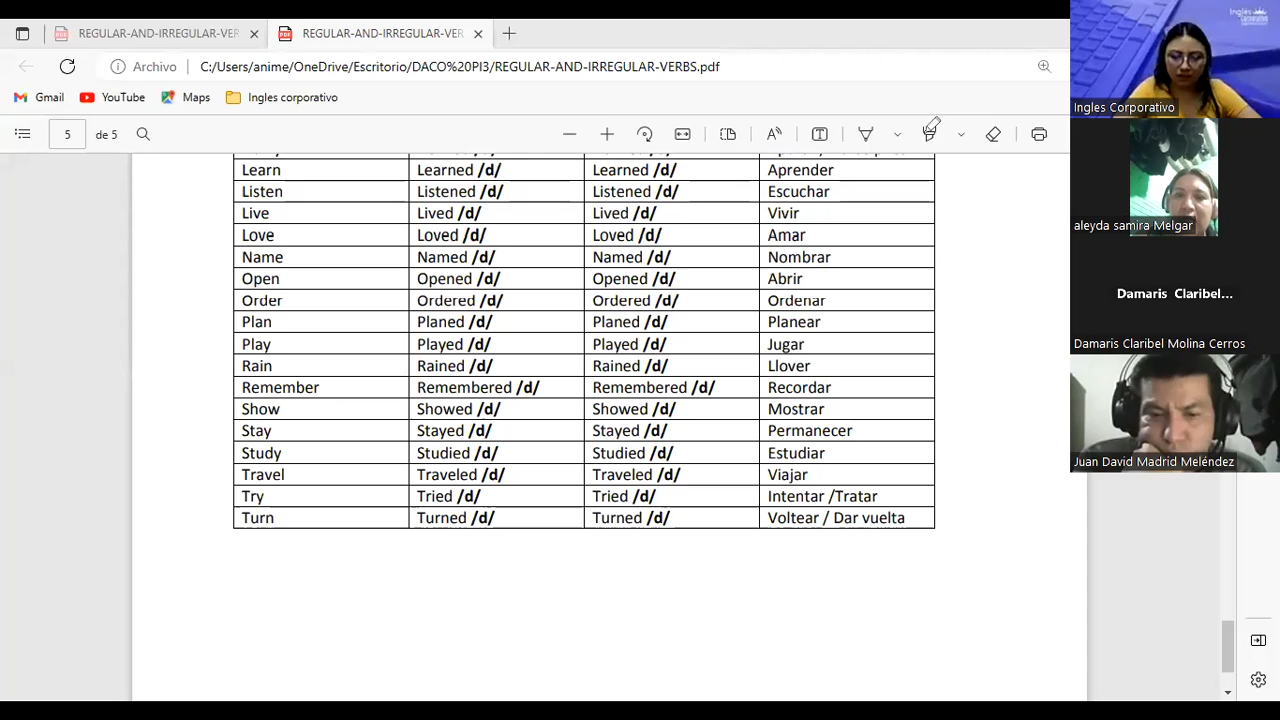 REGULAR-AND-IRREGULAR-VER
REGULAR-AND-IRREGULAR-VER
Archivo
C:/Users/anime/OneDrive/Escritorio/DACO%20PI3/REGULAR-AND-IRREGULAR-VERBS.pdf
Gmail
YouTube
Maps
Ingles corporativo
5 de 5
Learn Learned /d/ Learned /d/ Aprender
Listen Listened /d/ Listened /d/ Escuchar
Live Lived /d/ Lived /d/ Vivir
Love Loved /d/ Loved /d/ Amar
Name Named /d/ Named /d/ Nombrar
Open Opened /d/ Opened /d/ Abrir
Order Ordered /d/ Ordered /d/ Ordenar
Plan Planed /d/ Planed /d/ Planear
Play Played /d/ Played /d/ Jugar
Rain Rained /d/ Rained /d/ Llover
Remember Remembered /d/ Remembered /d/ Recordar
Show Showed /d/ Showed /d/ Mostrar
Stay Stayed /d/ Stayed /d/ Permanecer
Study Studied /d/ Studied /d/ Estudiar
Travel Traveled /d/ Traveled /d/ Viajar
Try Tried /d/ Tried /d/ Intentar /Tratar
Turn Turned /d/ Turned /d/ Voltear / Dar vuelta
Inglés
Ingles Corporativo
aleyda samira Melgar
Damaris Claribel...
Damaris Claribel Molina Cerros
Juan David Madrid Meléndez